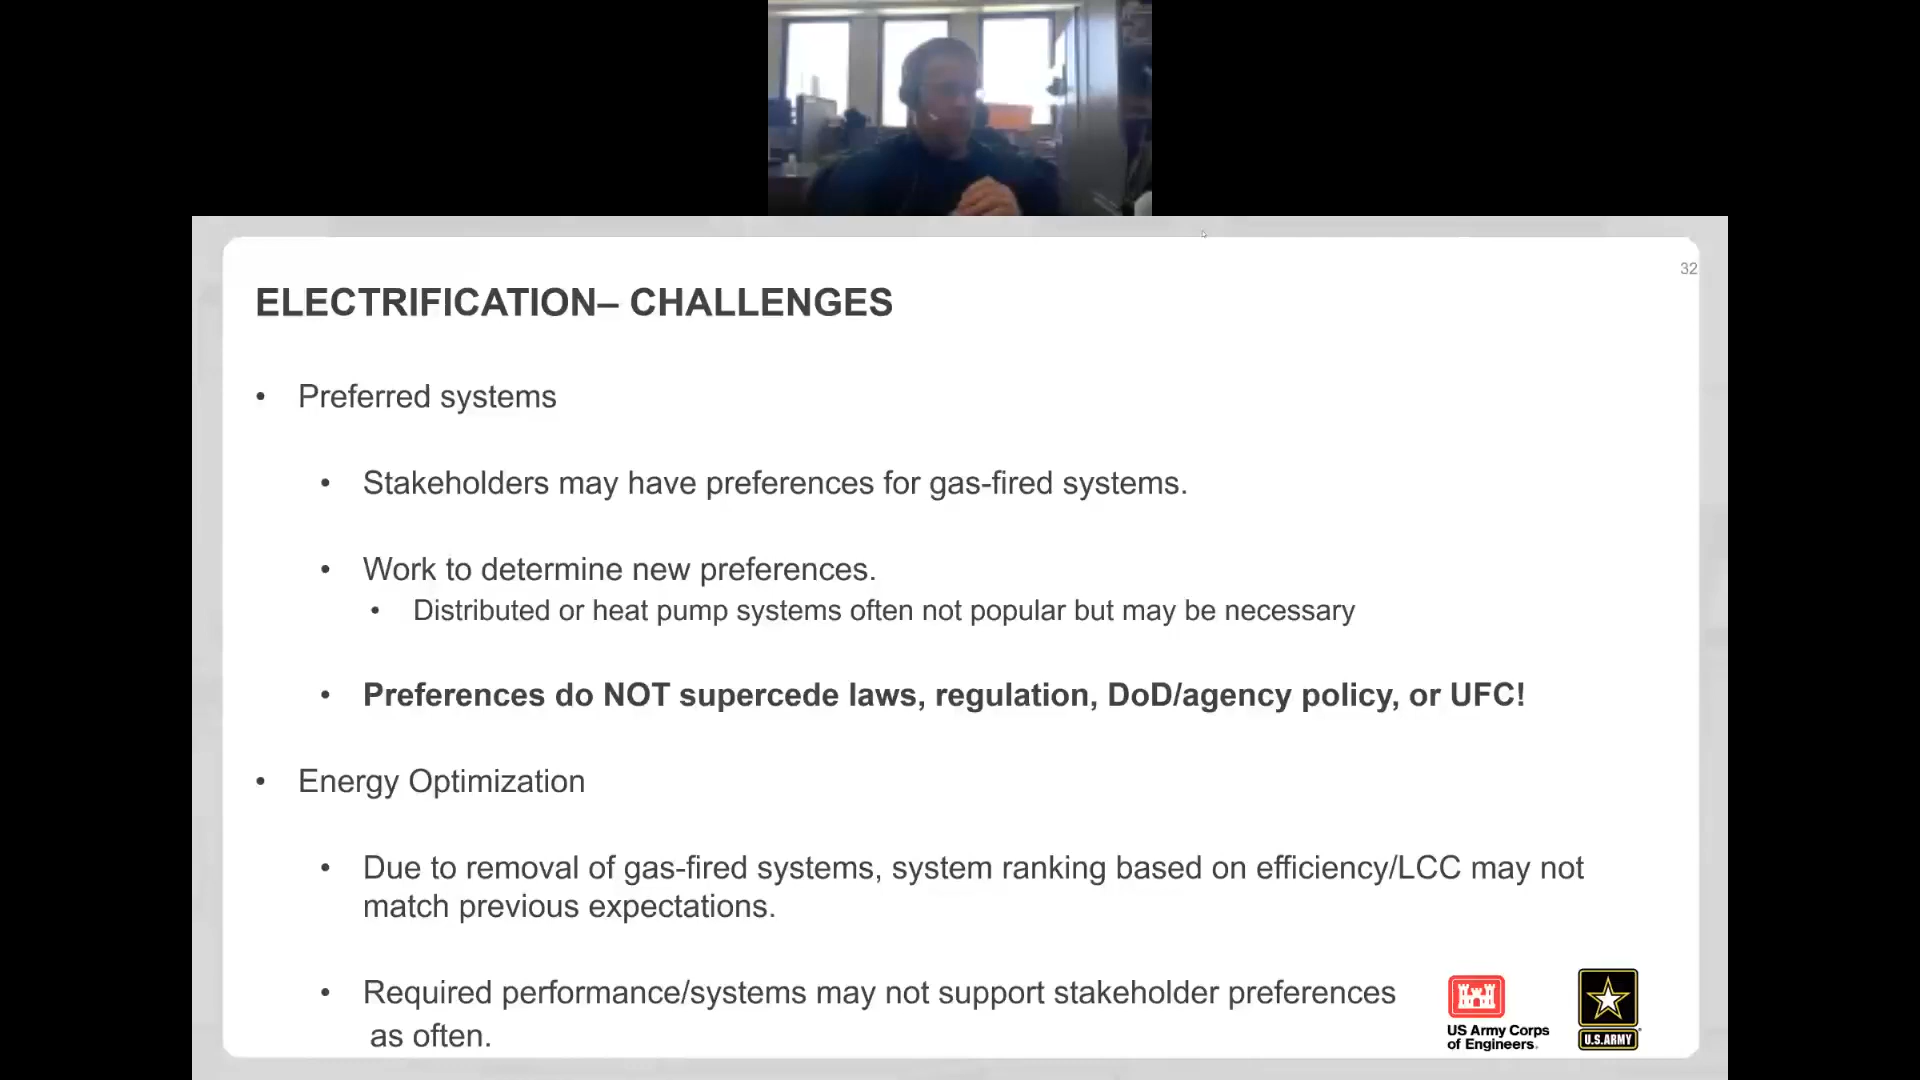 32
ELECTRIFICATION– CHALLENGES
• Preferred systems
• Stakeholders may have preferences for gas-fired systems.
• Work to determine new preferences.
• Distributed or heat pump systems often not popular but may be necessary
• Preferences do NOT supercede laws, regulation, DoD/agency policy, or UFC!
• Energy Optimization
• Due to removal of gas-fired systems, system ranking based on efficiency/LCC may not
match previous expectations.
• Required performance/systems may not support stakeholder preferences
as often.
US Army Corps
of Engineers.
U.S.ARMY